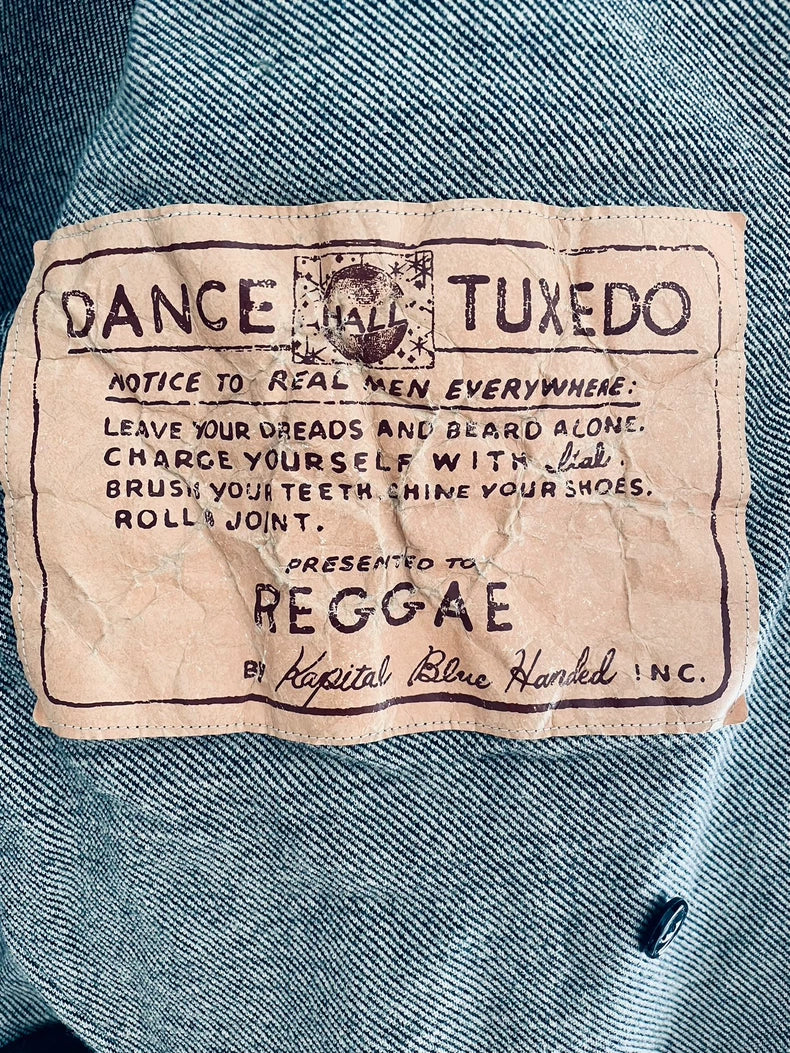 DANCE HALL TUXEDO
NOTICE TO REAL MEN EVERYWHERE:
LEAVE YOUR DREADS AND BEARD ALONE.
CHARGE YOURSELF WITH Ital.
BRUSH YOUR TEETH, SHINE YOUR SHOES.
ROLL A JOINT.
PRESENTED TO
REGGAE
BY Kapital Blue Handed INC.